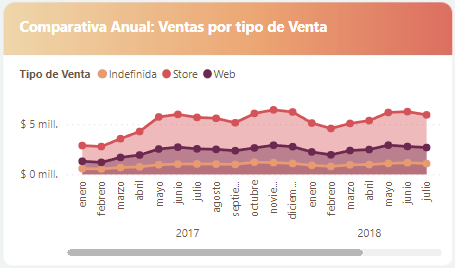 Comparativa Anual: Ventas por tipo de Venta
Tipo de Venta Indefinida Store Web
$ 5 mill.
$ 0 mill.
enero febrero marzo abril mayo junio julio agosto septie... octubre novie... diciem... enero febrero marzo abril mayo junio julio
2017 2018